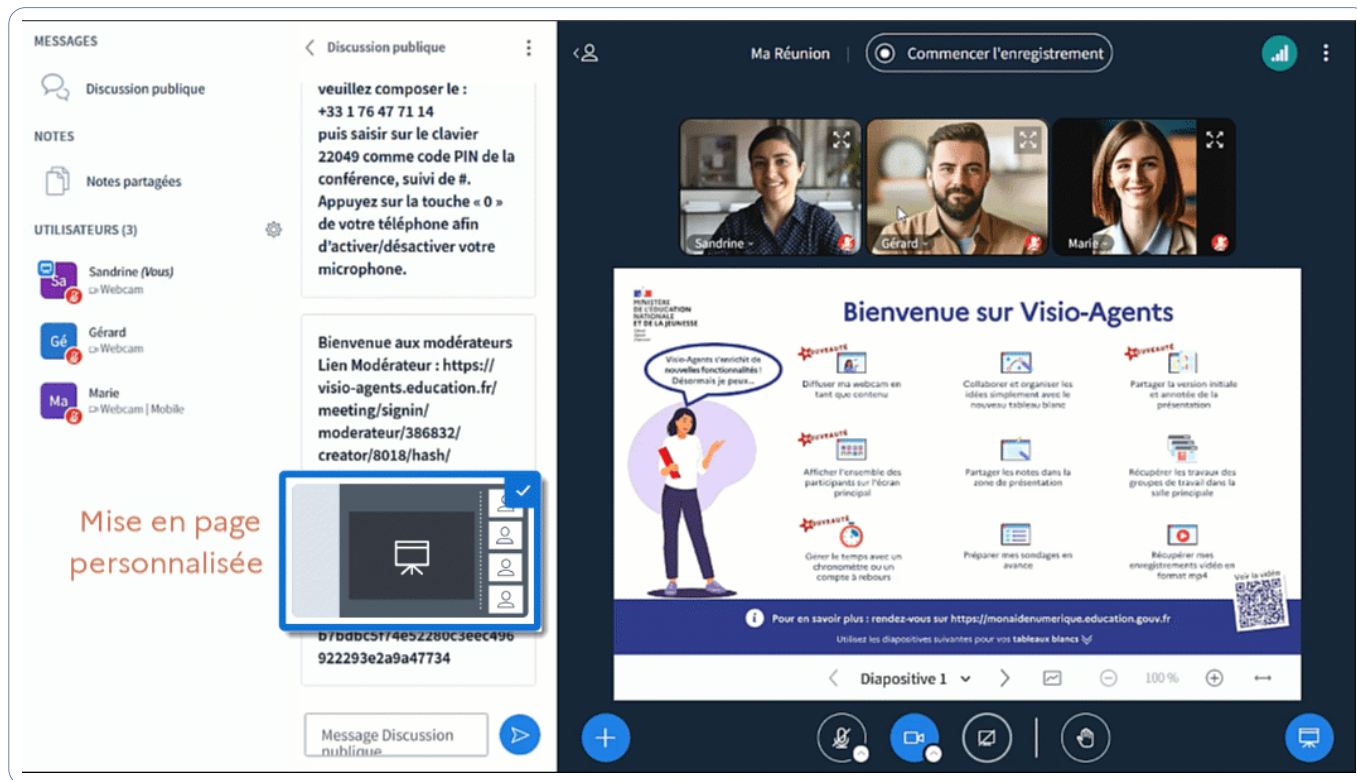 MESSAGES
Discussion publique
NOTES
Notes partagées
UTILISATEURS (3)
Sa
Sandrine (Vous)
Webcam
Gé
Gérard
Webcam
Ma
Marie
Webcam | Mobile
Discussion publique
veuillez composer le :
+33 1 76 47 71 14
puis saisir sur le clavier
22049 comme code PIN de la
conférence, suivi de #.
Appuyez sur la touche « 0 »
de votre téléphone afin
d'activer/désactiver votre
microphone.
Bienvenue aux modérateurs
Lien Modérateur : https://
visio-agents.education.fr/
meeting/signin/
moderateur/386832/
creator/8018/hash/
Mise en page
personnalisée
b7bdbc5f74e52280c3eec496
922293e2a9a47734
Message Discussion
publique
Ma Réunion
Commencer l'enregistrement
Sandrine
Gérard
Marie
MINISTÈRE
DE L'ÉDUCATION
NATIONALE
ET DE LA JEUNESSE
Bienvenue sur Visio-Agents
Visio-Agents s'enrichit de
nouvelles fonctionnalités !
Désormais je peux...
NOUVEAUTÉ
Diffuser ma webcam en
tant que contenu
Collaborer et organiser les
idées simplement avec le
nouveau tableau blanc
NOUVEAUTÉ
Partager la version initiale
et annotée de la
présentation
NOUVEAUTÉ
Afficher l'ensemble des
participants sur l'écran
principal
Partager les notes dans la
zone de présentation
Récupérer les travaux des
groupes de travail dans la
salle principale
NOUVEAUTÉ
Gérer le temps avec un
chronomètre ou un
compte à rebours
Préparer mes sondages en
avance
Récupérer mes
enregistrements vidéo en
format mp4
Voir la vidéo
Pour en savoir plus : rendez-vous sur https://monaidenumerique.education.gouv.fr
Utilisez les diapositives suivantes pour vos tableaux blancs
Diapositive 1
100 %